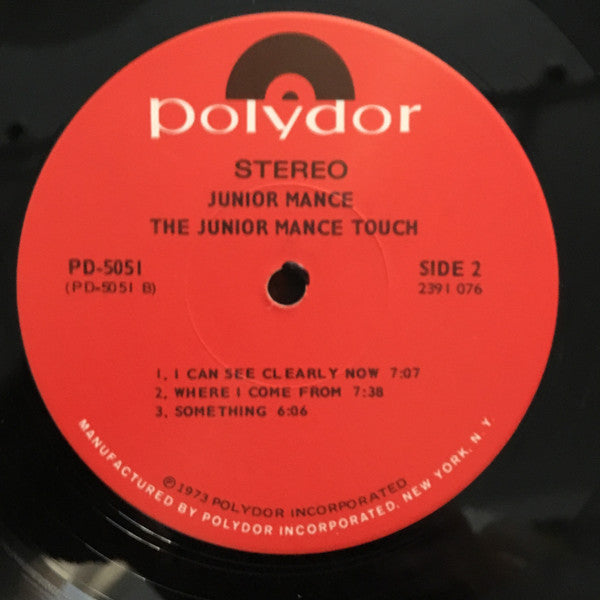 polydor
STEREO
JUNIOR MANCE
THE JUNIOR MANCE TOUCH
PD-5051
(PD-5051 B)
SIDE 2
2391 076
1, I CAN SEE CLEARLY NOW 7:07
2, WHERE I COME FROM 7:38
3, SOMETHING 6:06
℗1973 POLYDOR INCORPORATED
MANUFACTURED BY POLYDOR INCORPORATED, NEW YORK, N.Y.